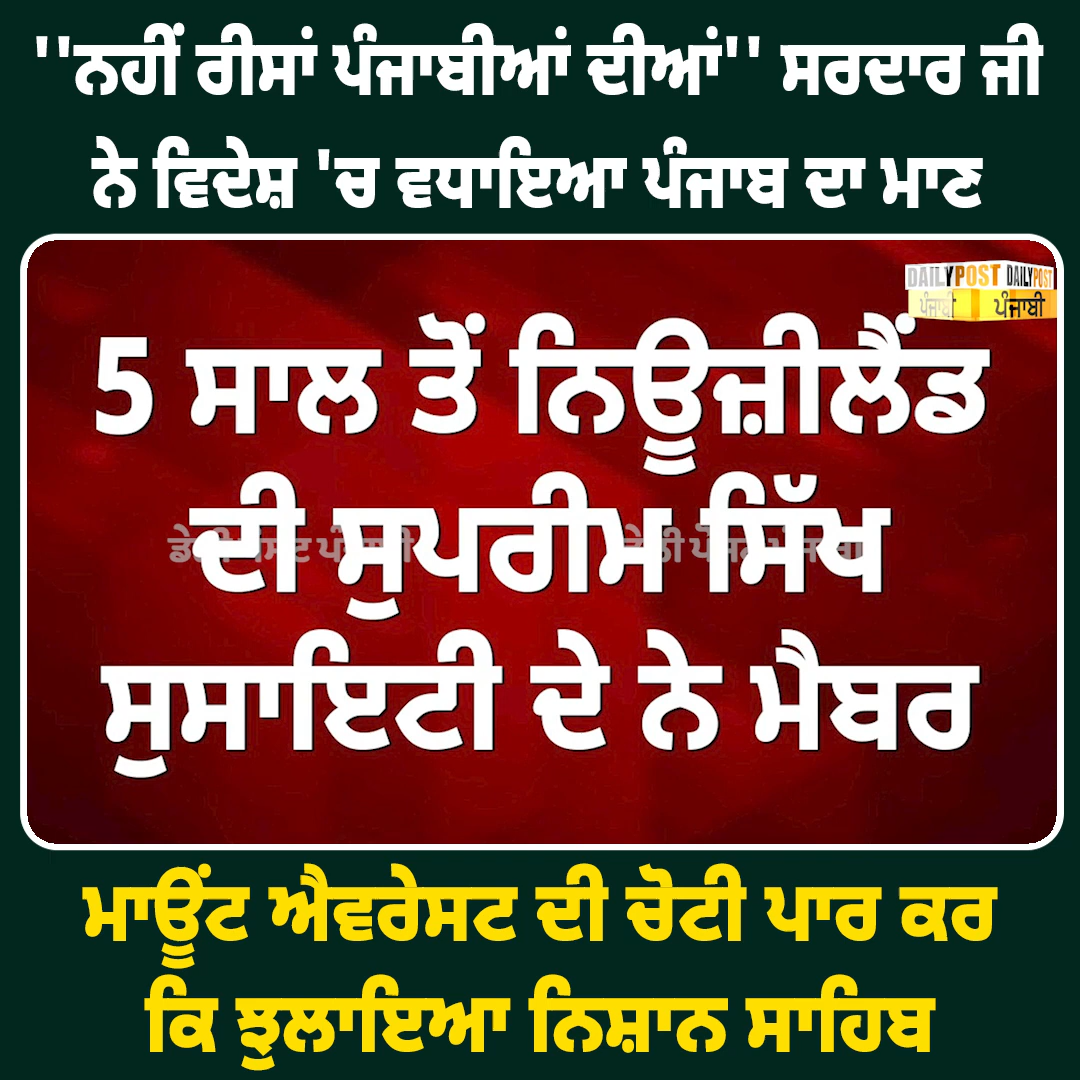 ''ਨਹੀਂ ਰੀਸਾਂ ਪੰਜਾਬੀਆਂ ਦੀਆਂ'' ਸਰਦਾਰ ਜੀ
ਨੇ ਵਿਦੇਸ਼ 'ਚ ਵਧਾਇਆ ਪੰਜਾਬ ਦਾ ਮਾਣ
DAILYPOST DAILYPOST
ਪੰਜਾਬੀ ਪੰਜਾਬੀ
5 ਸਾਲ ਤੋਂ ਨਿਊਜ਼ੀਲੈਂਡ
ਦੀ ਸੁਪਰੀਮ ਸਿੱਖ
ਸੁਸਾਇਟੀ ਦੇ ਨੇ ਮੈਬਰ
ਮਾਊਂਟ ਐਵਰੇਸਟ ਦੀ ਚੋਟੀ ਪਾਰ ਕਰ
ਕਿ ਝੁਲਾਇਆ ਨਿਸ਼ਾਨ ਸਾਹਿਬ